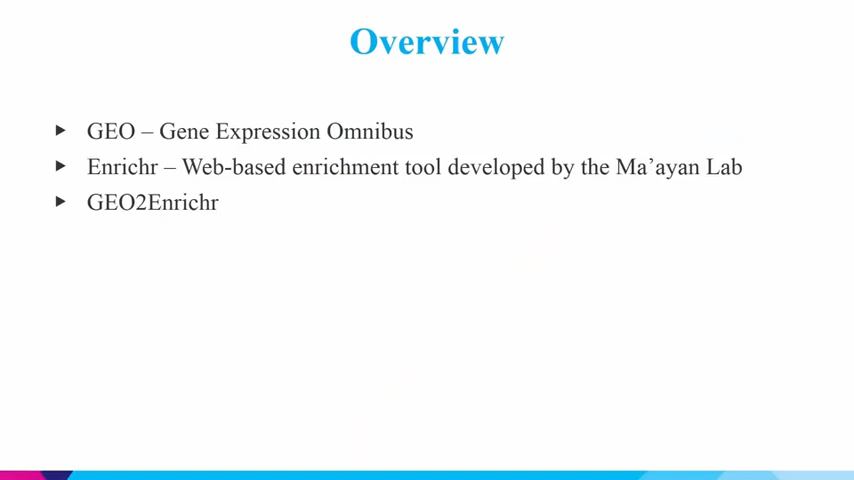 Overview
GEO – Gene Expression Omnibus
Enrichr – Web-based enrichment tool developed by the Ma’ayan Lab
GEO2Enrichr